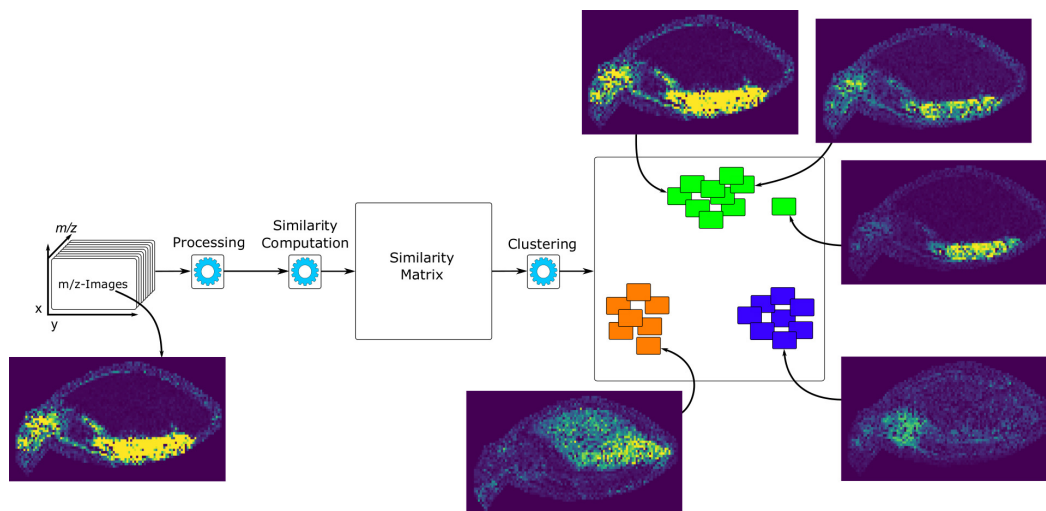 m/z
m/z-Images
x
y
Processing
Similarity
Computation
Similarity
Matrix
Clustering